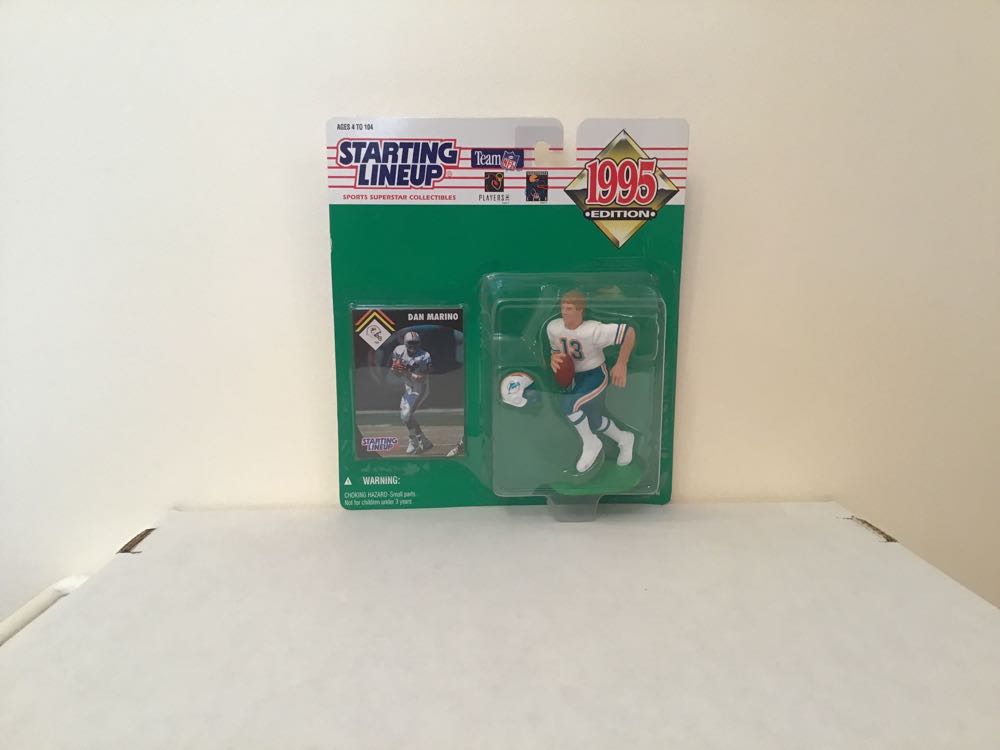 AGES 4 TO 104
STARTING
LINEUP
SPORTS SUPERSTAR COLLECTIBLES
Team NFL
PLAYERS
1995
EDITION
DAN MARINO
13
STARTING
LINEUP
WARNING:
CHOKING HAZARD-Small parts
Not for children under 3 years